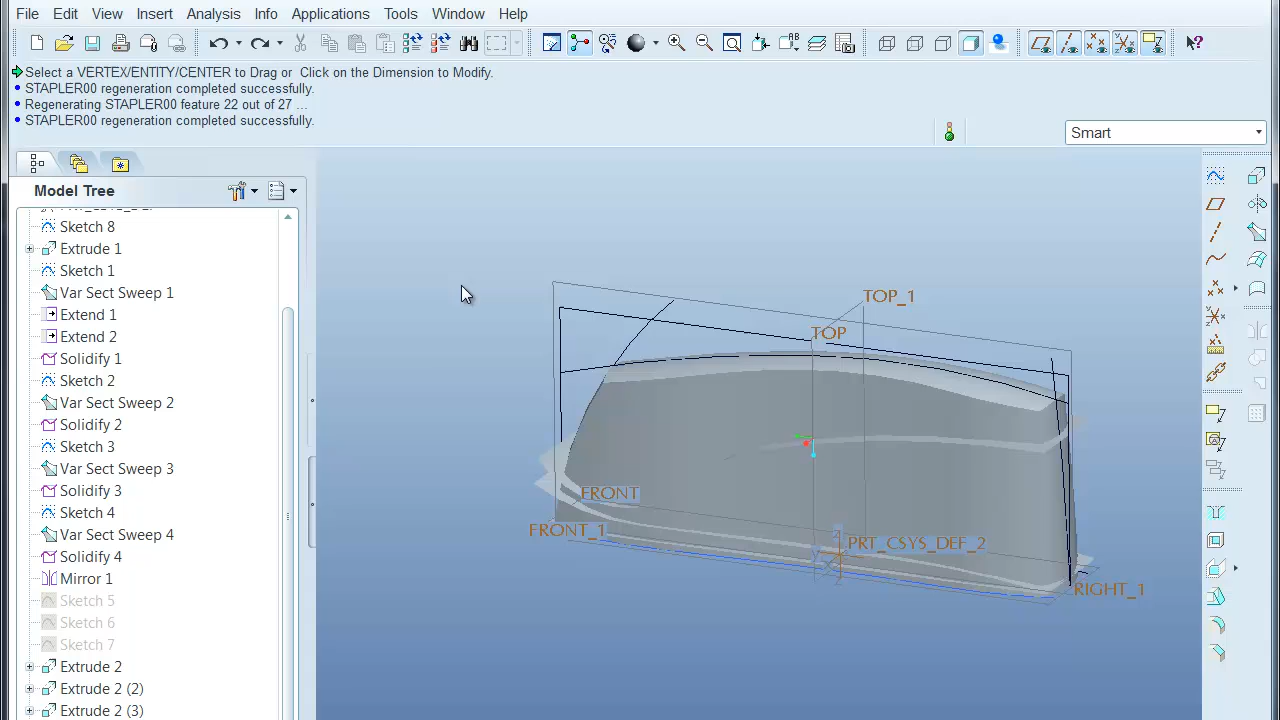 File Edit View Insert Analysis Info Applications Tools Window Help
Select a VERTEX/ENTITY/CENTER to Drag or Click on the Dimension to Modify.
STAPLER00 regeneration completed successfully.
Regenerating STAPLER00 feature 22 out of 27 ...
STAPLER00 regeneration completed successfully.
Smart
Model Tree
Sketch 8
Extrude 1
Sketch 1
Var Sect Sweep 1
Extend 1
Extend 2
Solidify 1
Sketch 2
Var Sect Sweep 2
Solidify 2
Sketch 3
Var Sect Sweep 3
Solidify 3
Sketch 4
Var Sect Sweep 4
Solidify 4
Mirror 1
Sketch 5
Sketch 6
Sketch 7
Extrude 2
Extrude 2 (2)
Extrude 2 (3)
TOP_1
TOP
FRONT
FRONT_1
PRT_CSYS_DEF_2
RIGHT_1